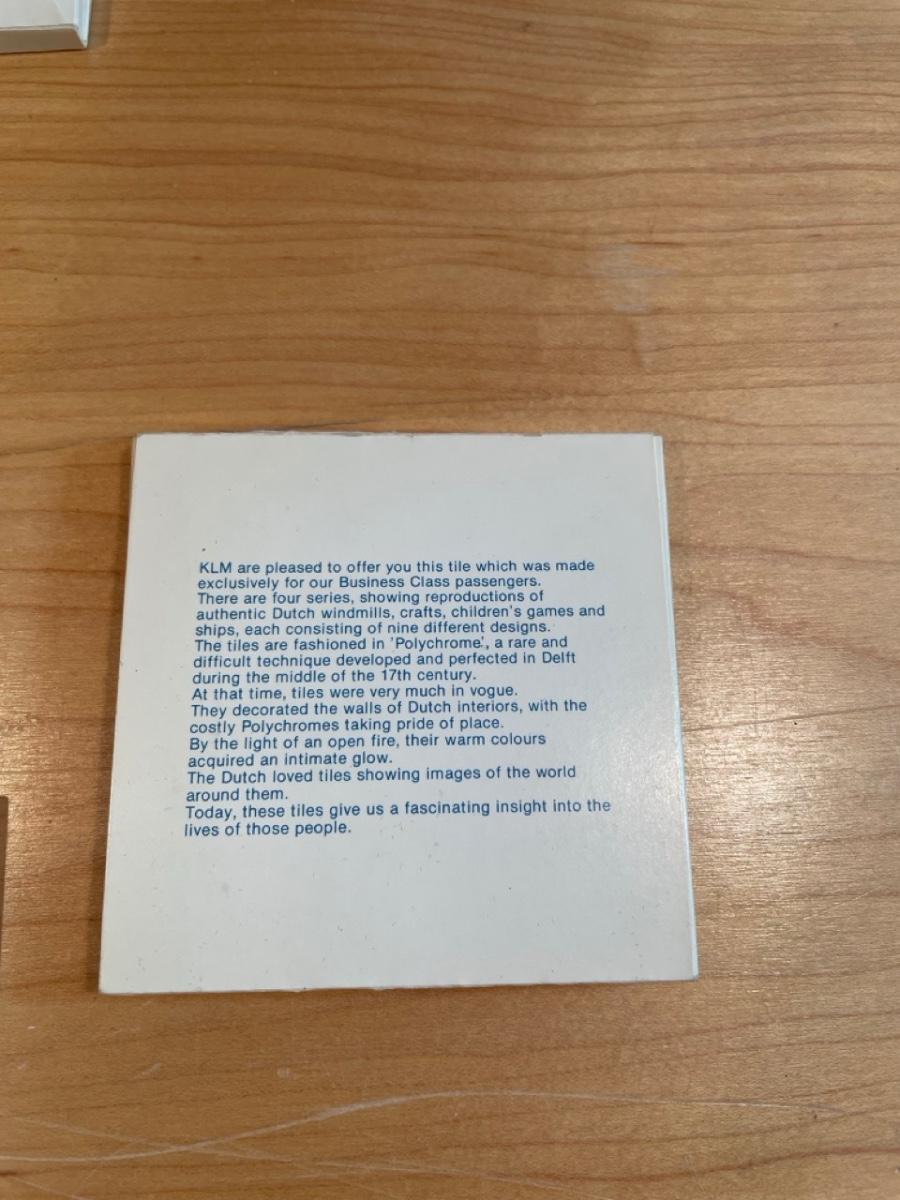 KLM are pleased to offer you this tile which was made
exclusively for our Business Class passengers.
There are four series, showing reproductions of
authentic Dutch windmills, crafts, children's games and
ships, each consisting of nine different designs.
The tiles are fashioned in 'Polychrome', a rare and
difficult technique developed and perfected in Delft
during the middle of the 17th century.
At that time, tiles were very much in vogue.
They decorated the walls of Dutch interiors, with the
costly Polychromes taking pride of place.
By the light of an open fire, their warm colours
acquired an intimate glow.
The Dutch loved tiles showing images of the world
around them.
Today, these tiles give us a fascinating insight into the
lives of those people.